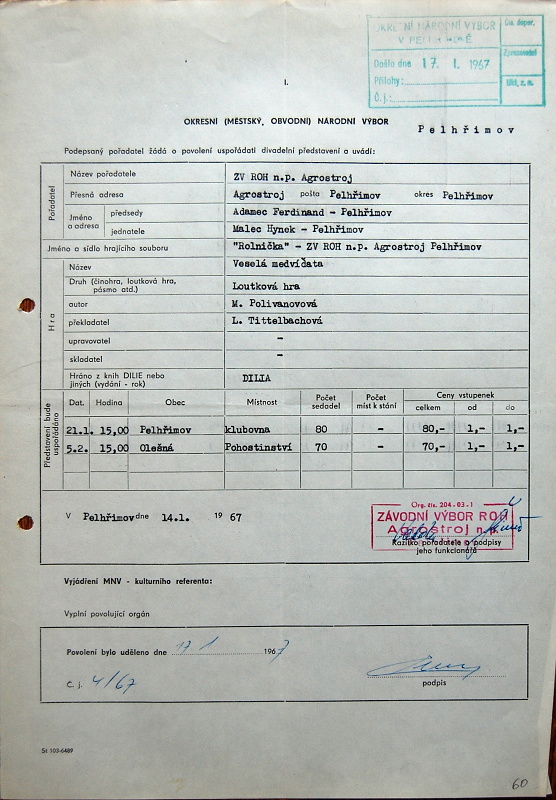 OKRESNÍ NÁRODNÍ VÝBOR
V PELHŘIMOVĚ
Čís. dopor.
Došlo dne 17. I. 1967
Zpracovatel
Přílohy:
Č. j.:
Ukl. zn.
I.
OKRESNÍ (MĚSTSKÝ, OBVODNÍ) NÁRODNÍ VÝBOR
Pelhřimov
Podepsaný pořadatel žádá o povolení uspořádati divadelní představení a uvádí:
Pořadatel
Název pořadatele ZV ROH n.p. Agrostroj
Přesná adresa Agrostroj pošta Pelhřimov okres Pelhřimov
Jméno a adresa předsedy Adamec Ferdinand - Pelhřimov
jednatele Malec Hynek - Pelhřimov
Jméno a sídlo hrajícího souboru "Rolnička" - ZV ROH n.p. Agrostroj Pelhřimov
Hra
Název Veselá medvíďata
Druh (činohra, loutková hra, pásmo atd.) Loutková hra
autor M. Polivanovová
překladatel L. Tittelbachová
upravovatel -
skladatel -
Hráno z knih DILIE nebo jiných (vydání - rok) DILIA
Představení bude uspořádáno
Dat. Hodina Obec Místnost Počet sedadel Počet míst k stání Ceny vstupenek
celkem od do
21.1. 15,00 Pelhřimov klubovna 80 - 80,- 1,- 1,-
5.2. 15,00 Olešná Pohostinství 70 - 70,- 1,- 1,-
V Pelhřimov dne 14.1. 1967
Org. čís. 204-03-1
ZÁVODNÍ VÝBOR ROH
Agrostroj n.p.
Razítko pořadatele a podpisy
jeho funkcionářů
Vyjádření MNV - kulturního referenta:
Vyplní povolující orgán
Povolení bylo uděleno dne 17 1 1967
Č. j. 4/67
podpis
St 103-6489
60